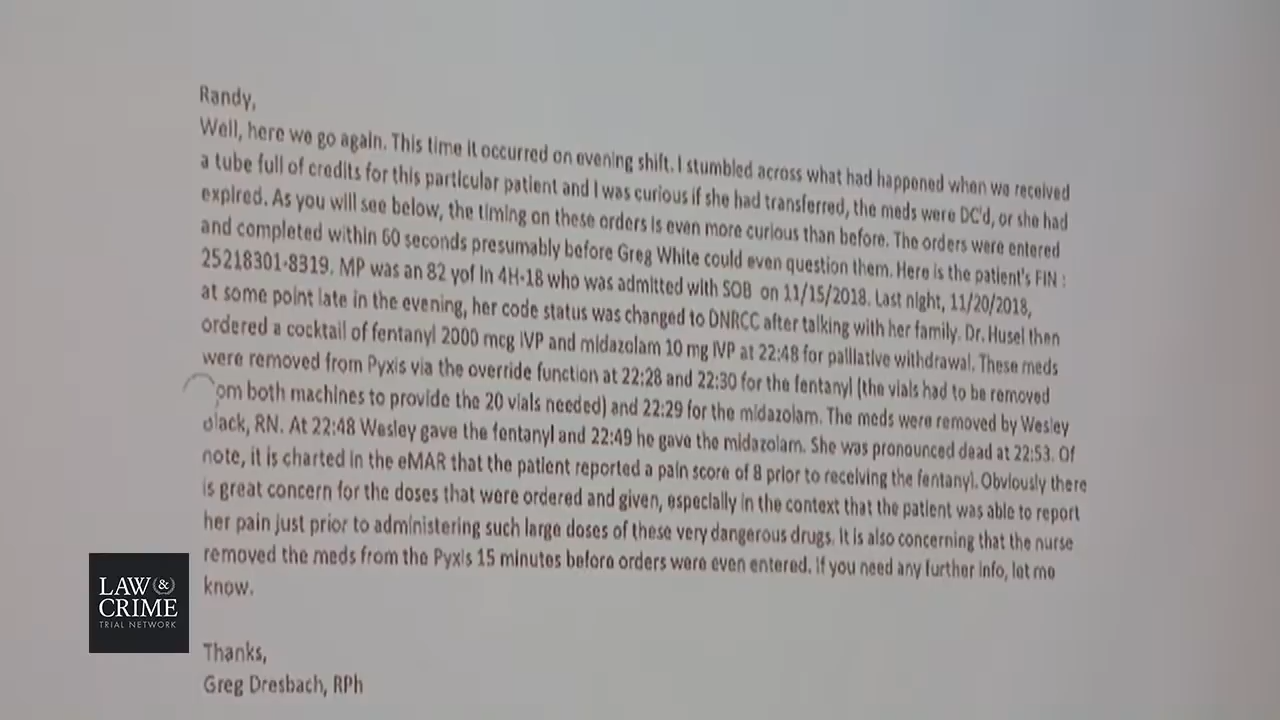 Randy,
Well, here we go again. This time it occurred on evening shift. I stumbled across what had happened when we received
a tube full of credits for this particular patient and I was curious if she had transferred, the meds were DC'd, or she had
expired. As you will see below, the timing on these orders is even more curious than before. The orders were entered
and completed within 60 seconds presumably before Greg White could even question them. Here is the patient's FIN :
25218301-8319. MP was an 82 yof in 4H-18 who was admitted with SOB on 11/15/2018. Last night, 11/20/2018,
at some point late in the evening, her code status was changed to DNRCC after talking with her family. Dr. Husel then
ordered a cocktail of fentanyl 2000 mcg IVP and midazolam 10 mg IVP at 22:48 for palliative withdrawal. These meds
were removed from Pyxis via the override function at 22:28 and 22:30 for the fentanyl (the vials had to be removed
om both machines to provide the 20 vials needed) and 22:29 for the midazolam. The meds were removed by Wesley
lack, RN. At 22:48 Wesley gave the fentanyl and 22:49 he gave the midazolam. She was pronounced dead at 22:53. Of
note, it is charted in the eMAR that the patient reported a pain score of 8 prior to receiving the fentanyl. Obviously there
is great concern for the doses that were ordered and given, especially in the context that the patient was able to report
her pain just prior to administering such large doses of these very dangerous drugs. It is also concerning that the nurse
removed the meds from the Pyxis 15 minutes before orders were even entered. If you need any further info, let me
know.
Thanks,
Greg Dresbach, RPh
LAW &
CRIME
TRIAL NETWORK